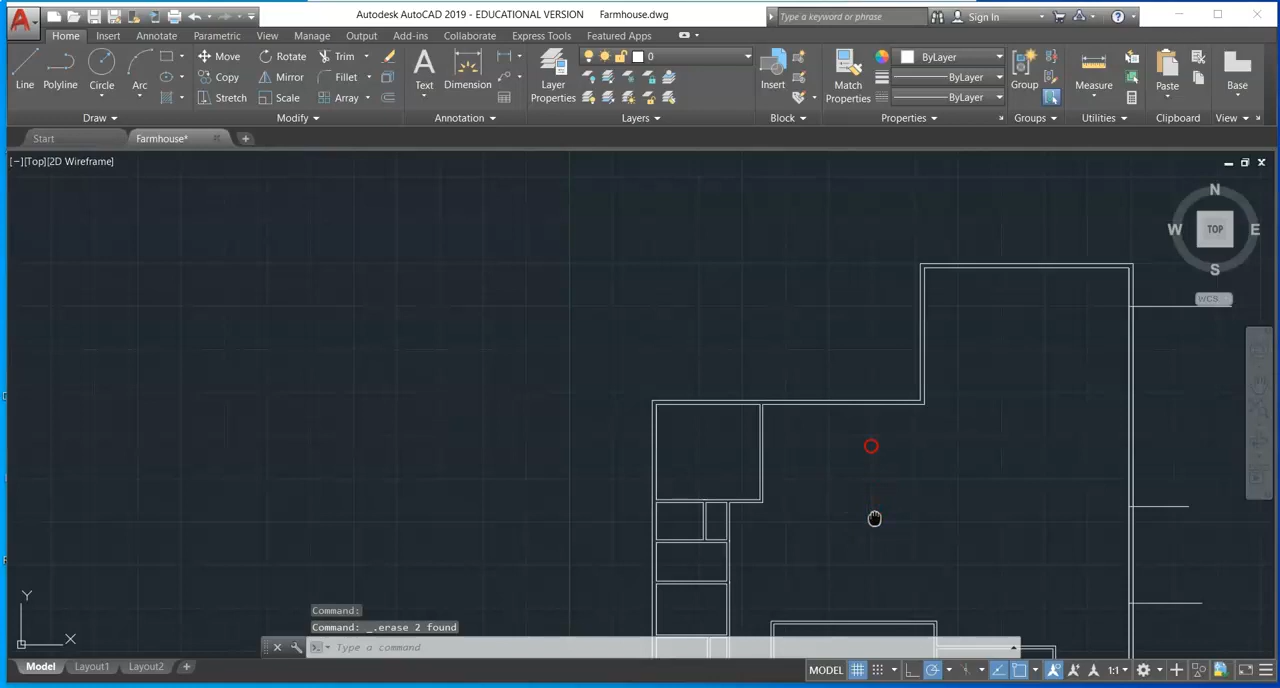 Autodesk AutoCAD 2019 - EDUCATIONAL VERSION Farmhouse.dwg
Type a keyword or phrase
Sign In
Home Insert Annotate Parametric View Manage Output Add-ins Collaborate Express Tools Featured Apps
Move Rotate Trim
0
ByLayer
Line Polyline Circle Arc
Copy Mirror Fillet
Text Dimension
Layer Properties
Insert
Match Properties
ByLayer
Group Measure Paste Base
Stretch Scale Array
ByLayer
Draw Modify Annotation Layers Block Properties Groups Utilities Clipboard View
Start Farmhouse*
[−][Top][2D Wireframe]
N
W TOP E
S
WCS
Command:
Command: _.erase 2 found
Y
X
Type a command
Model Layout1 Layout2
MODEL 1:1